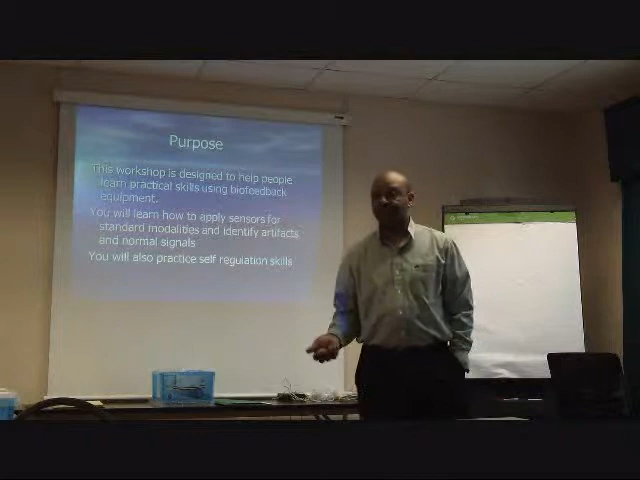 Purpose
This workshop is designed to help people
learn practical skills using biofeedback
equipment.
You will learn how to apply sensors for
standard modalities and identify artifacts
and normal signals
You will also practice self regulation skills